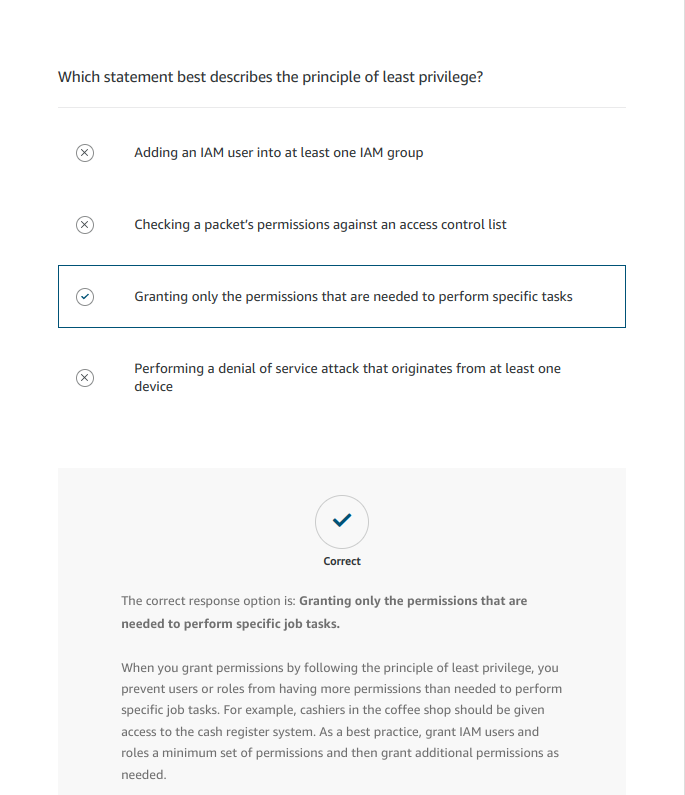 Which statement best describes the principle of least privilege?
Adding an IAM user into at least one IAM group
Checking a packet's permissions against an access control list
Granting only the permissions that are needed to perform specific tasks
Performing a denial of service attack that originates from at least one
device
Correct
The correct response option is: Granting only the permissions that are
needed to perform specific job tasks.
When you grant permissions by following the principle of least privilege, you
prevent users or roles from having more permissions than needed to perform
specific job tasks. For example, cashiers in the coffee shop should be given
access to the cash register system. As a best practice, grant IAM users and
roles a minimum set of permissions and then grant additional permissions as
needed.